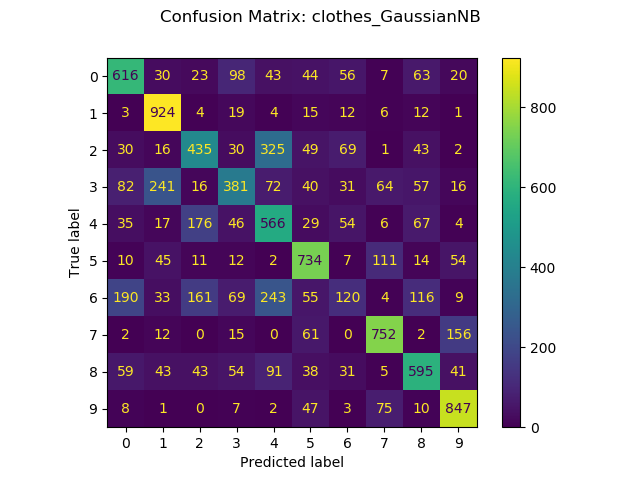 Confusion Matrix: clothes_GaussianNB
0 616 30 23 98 43 44 56 7 63 20
1 3 924 4 19 4 15 12 6 12 1
2 30 16 435 30 325 49 69 1 43 2
3 82 241 16 381 72 40 31 64 57 16
4 35 17 176 46 566 29 54 6 67 4
5 10 45 11 12 2 734 7 111 14 54
6 190 33 161 69 243 55 120 4 116 9
7 2 12 0 15 0 61 0 752 2 156
8 59 43 43 54 91 38 31 5 595 41
9 8 1 0 7 2 47 3 75 10 847
0 1 2 3 4 5 6 7 8 9
Predicted label
True label
800
600
400
200
0